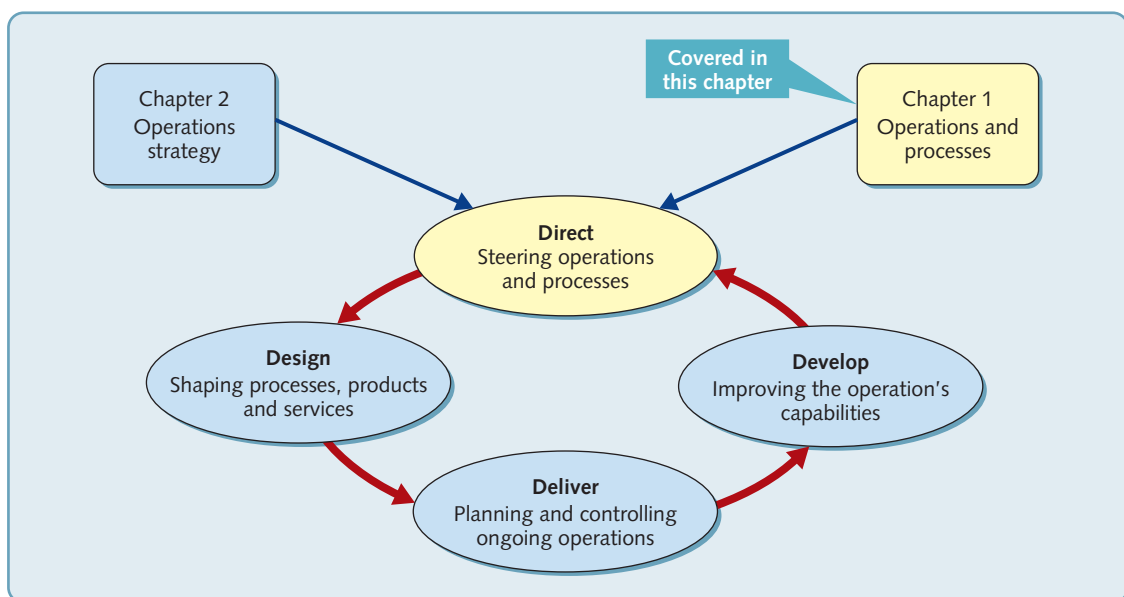 Chapter 2
Operations
strategy
Covered in
this chapter
Chapter 1
Operations and
processes
Direct
Steering operations
and processes
Design
Shaping processes, products
and services
Develop
Improving the operation’s
capabilities
Deliver
Planning and controlling
ongoing operations